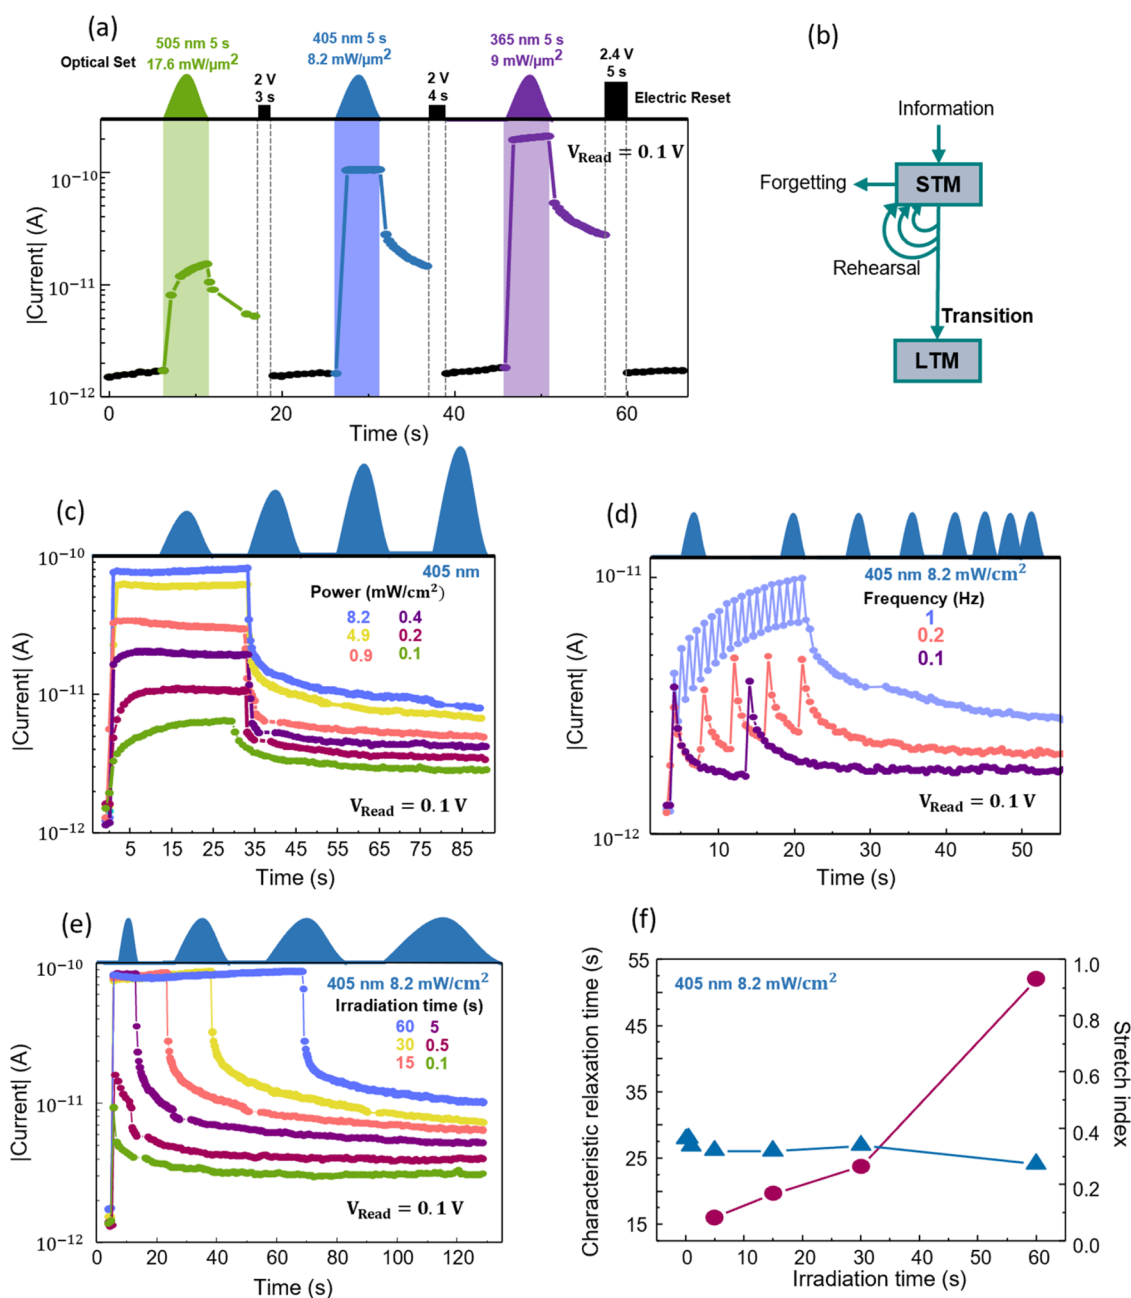 (a)
505 nm 5 s
17.6 mW/μm²
405 nm 5 s
8.2 mW/μm²
365 nm 5 s
9 mW/μm²
2.4 V
5 s
Optical Set
2 V
3 s
2 V
4 s
Electric Reset
V_Read = 0.1 V
10⁻¹⁰
10⁻¹¹
10⁻¹²
|Current| (A)
0 20 40 60
Time (s)
(b)
Information
Forgetting
STM
Rehearsal
Transition
LTM
(c)
405 nm
Power (mW/cm²)
8.2 0.4
4.9 0.2
0.9 0.1
V_Read = 0.1 V
10⁻¹⁰
10⁻¹¹
10⁻¹²
|Current| (A)
5 15 25 35 45 55 65 75 85
Time (s)
(d)
405 nm 8.2 mW/cm²
Frequency (Hz)
1
0.2
0.1
V_Read = 0.1 V
10⁻¹¹
10⁻¹²
|Current| (A)
10 20 30 40 50
Time (s)
(e)
405 nm 8.2 mW/cm²
Irradiation time (s)
60 5
30 0.5
15 0.1
V_Read = 0.1 V
10⁻¹⁰
10⁻¹¹
10⁻¹²
|Current| (A)
0 20 40 60 80 100 120
Time (s)
(f)
405 nm 8.2 mW/cm²
55
45
35
25
15
Characteristic relaxation time (s)
1.0
0.8
0.6
0.4
0.2
0.0
Stretch index
0 10 20 30 40 50 60
Irradiation time (s)